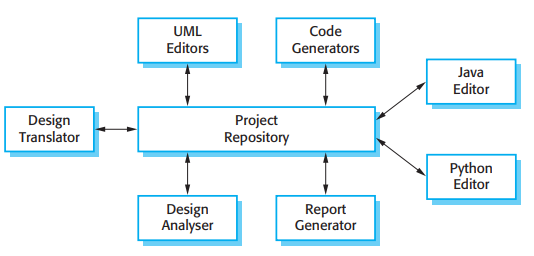 UML
Editors
Code
Generators
Java
Editor
Design
Translator
Project
Repository
Python
Editor
Design
Analyser
Report
Generator